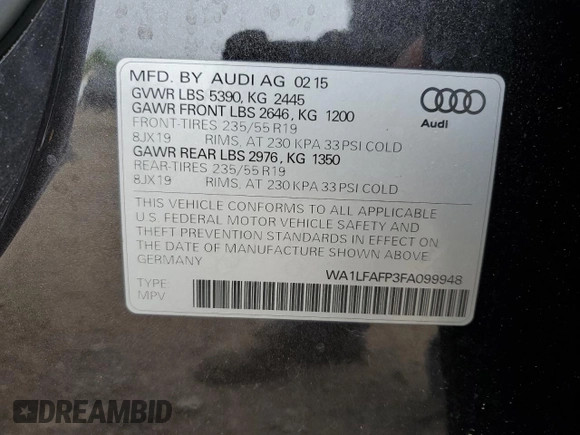 MFD. BY AUDI AG 02 15
GVWR LBS 5390, KG 2445
GAWR FRONT LBS 2646, KG 1200
FRONT-TIRES 235/55 R19
8JX19 RIMS, AT 230 KPA 33 PSI COLD
GAWR REAR LBS 2976, KG 1350
REAR-TIRES 235/55 R19
8JX19 RIMS, AT 230 KPA 33 PSI COLD
Audi
THIS VEHICLE CONFORMS TO ALL APPLICABLE
U.S. FEDERAL MOTOR VEHICLE SAFETY AND
THEFT PREVENTION STANDARDS IN EFFECT ON
THE DATE OF MANUFACTURE SHOWN ABOVE
GERMANY
WA1LFAFP3FA099948
TYPE:
MPV
DREAMBID